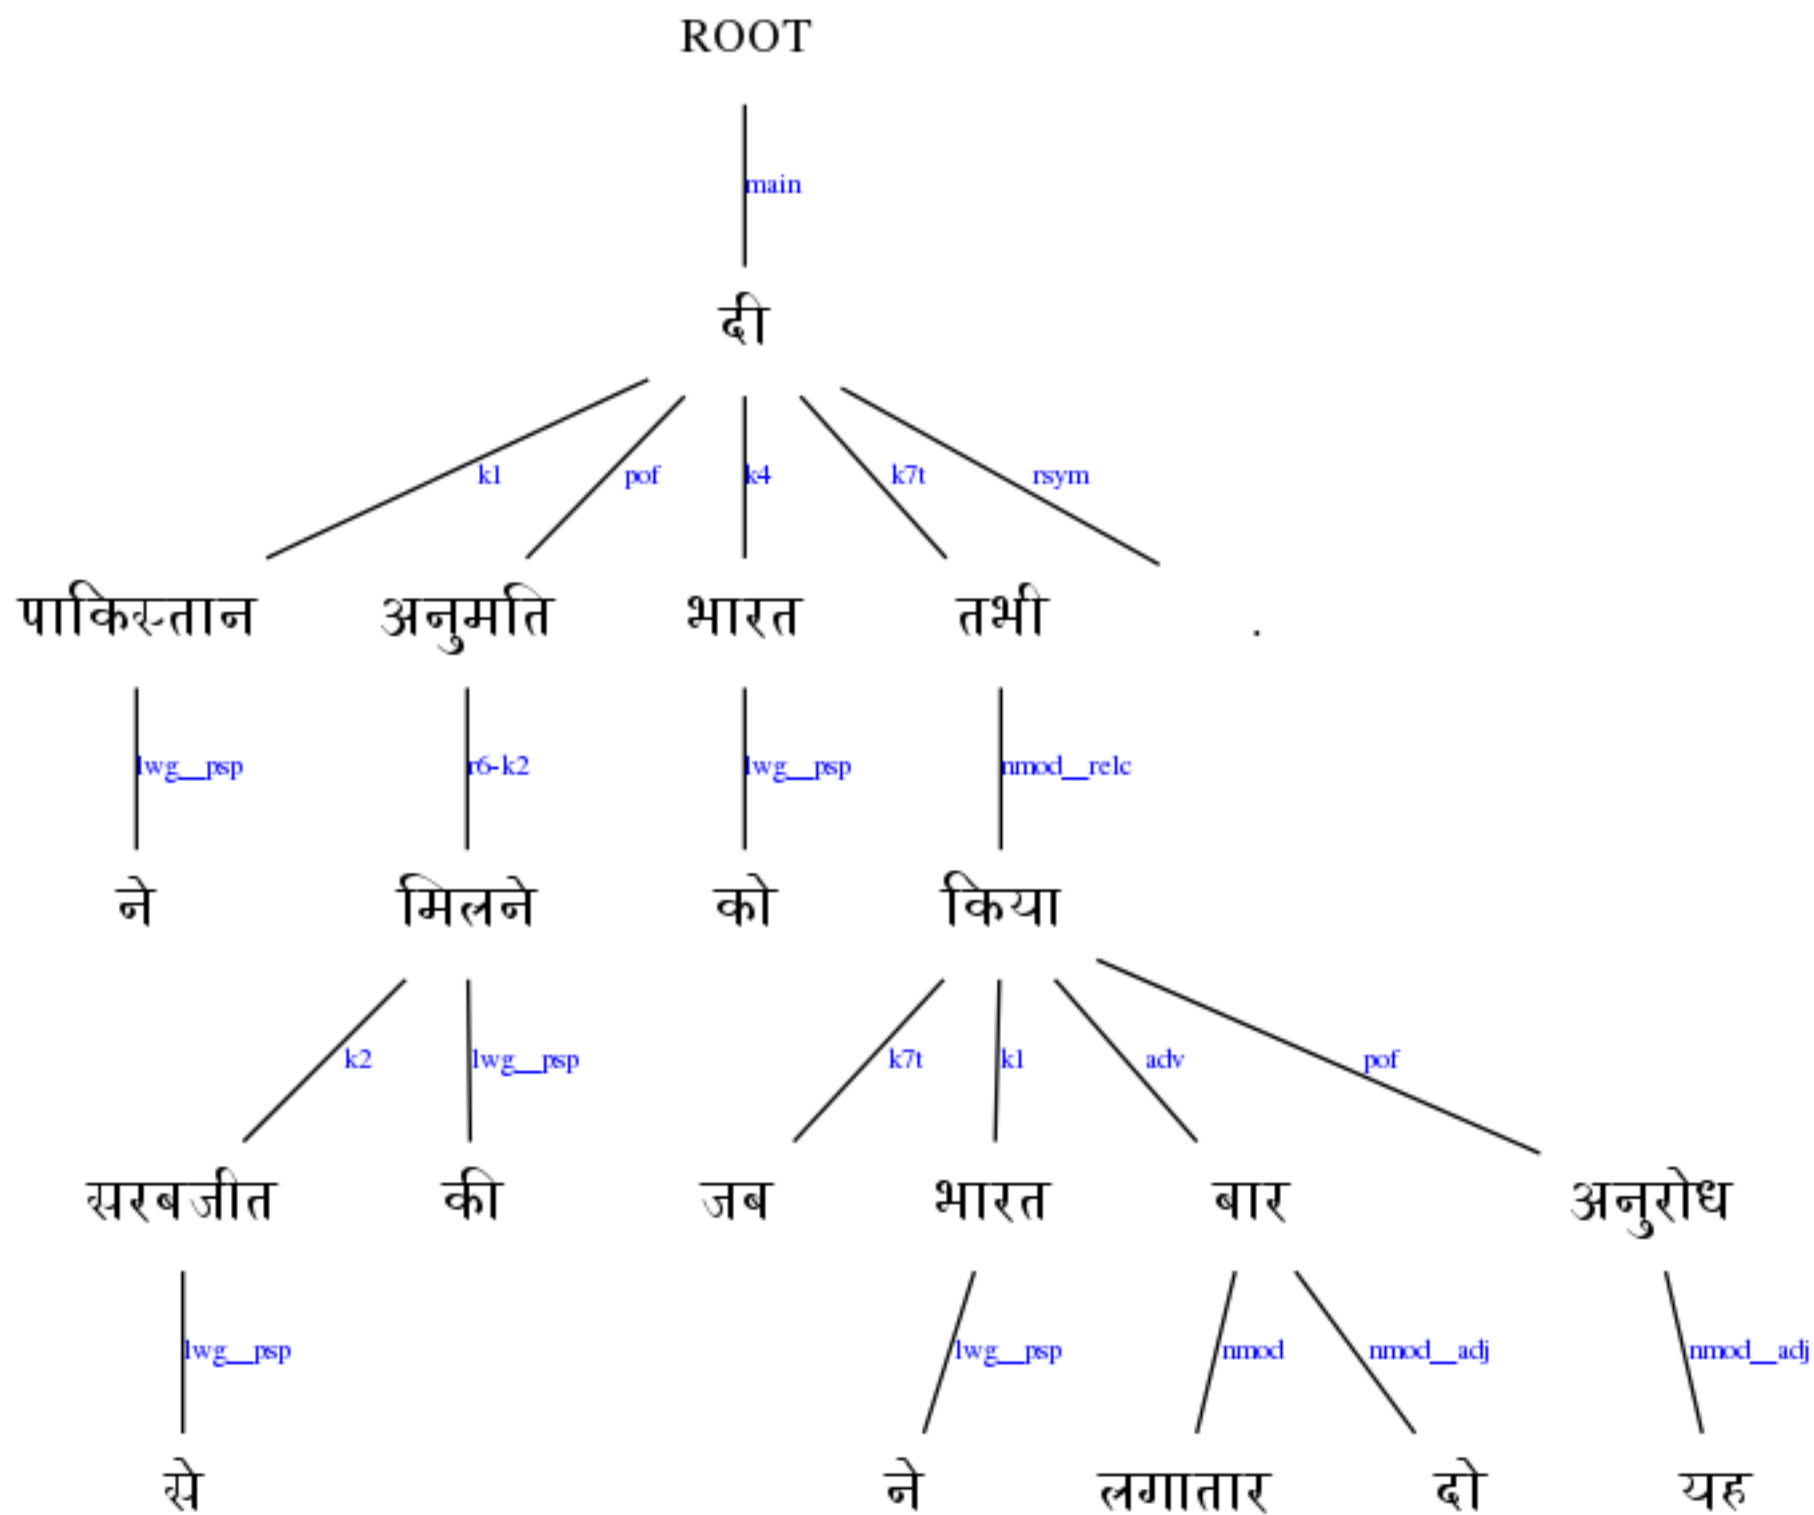 ROOT
main
दी
k1 pof k4 k7t rsym
पाकिस्तान अनुमति भारत तभी .
lwg__psp r6-k2 lwg__psp nmod__relc
ने मिलने को किया
k2 lwg__psp k7t k1 adv pof
सरबजीत की जब भारत बार अनुरोध
lwg__psp lwg__psp nmod nmod__adj nmod__adj
से ने लगातार दो यह